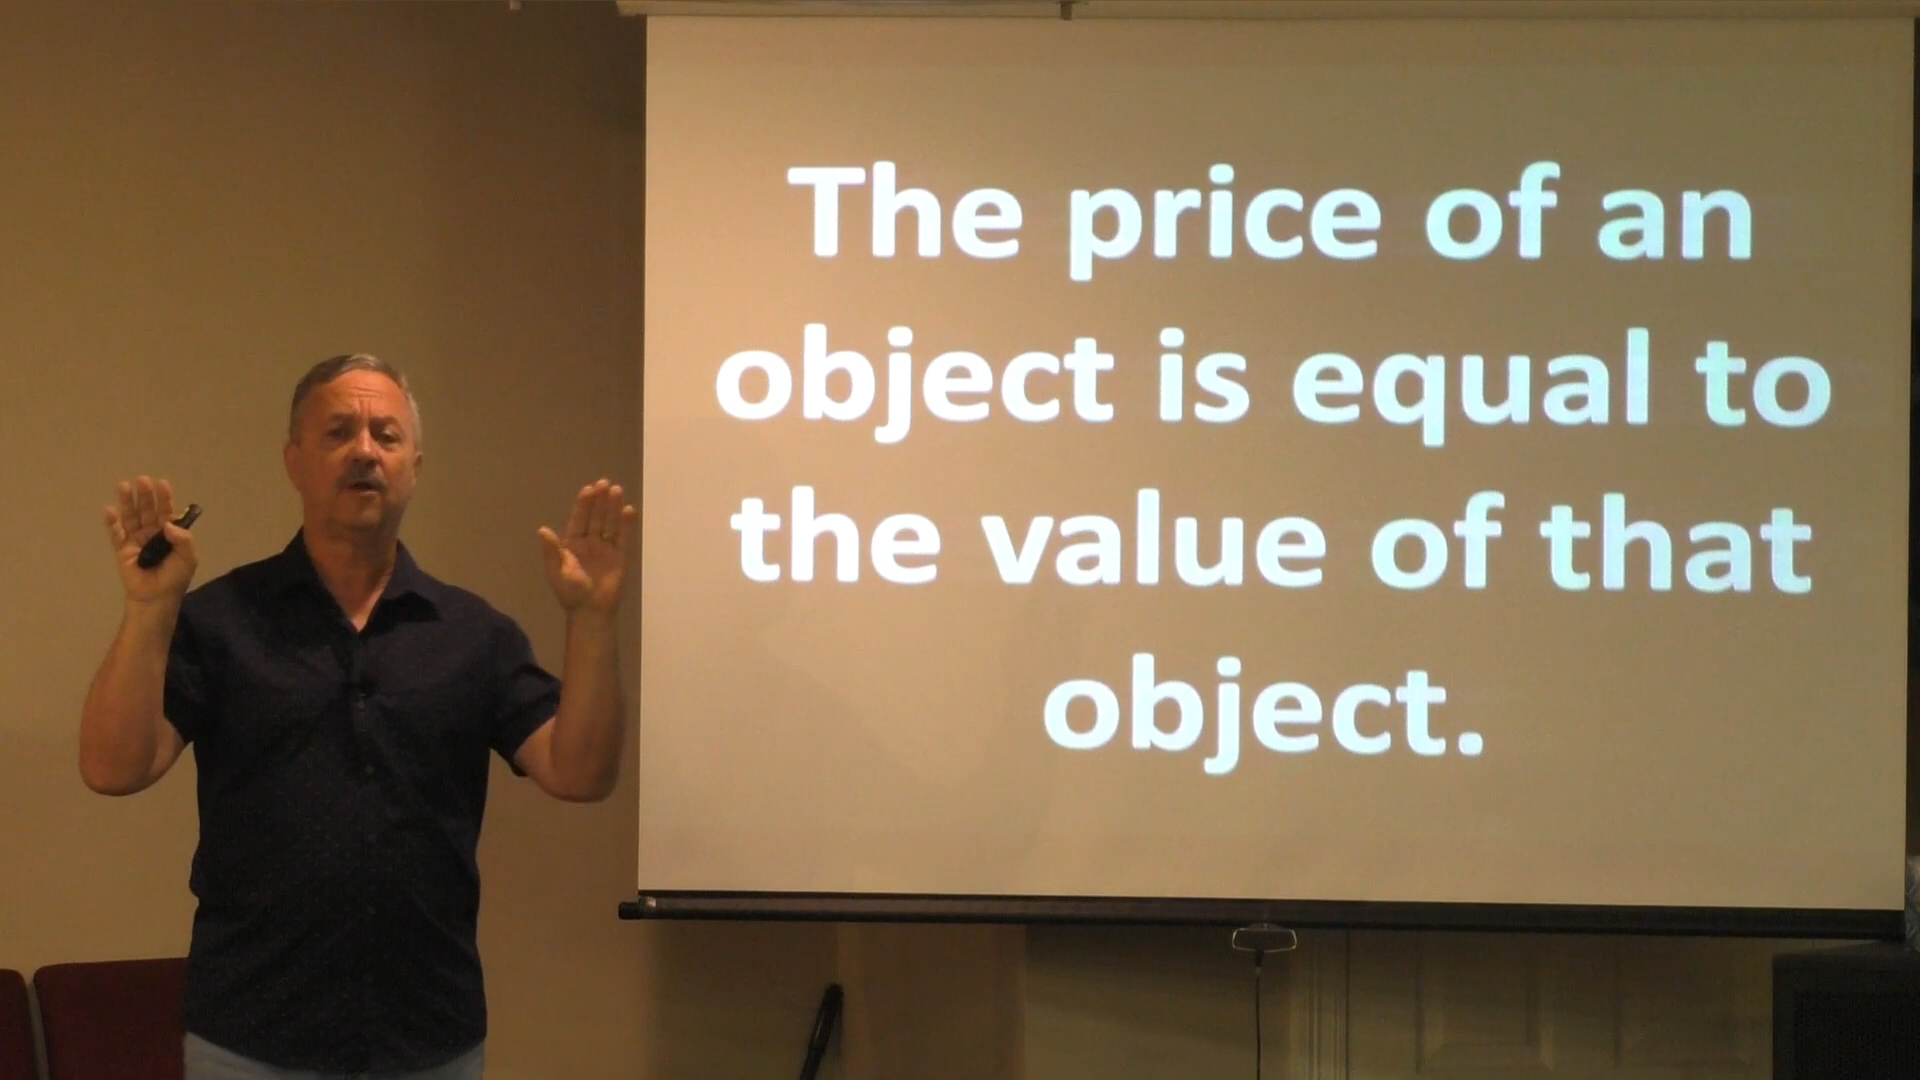 The price of an
object is equal to
the value of that
object.